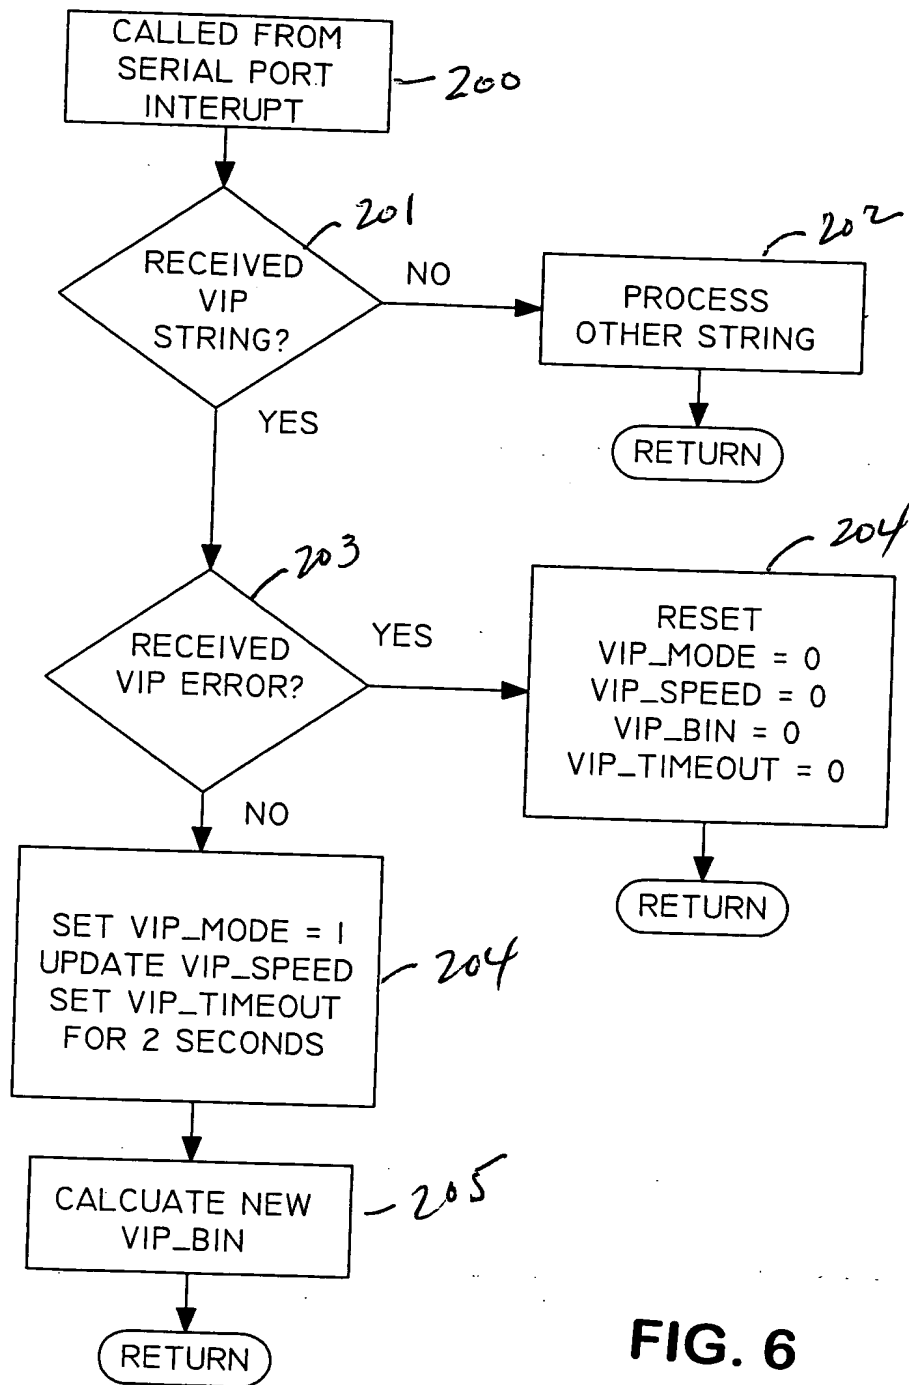 CALLED FROM
SERIAL PORT
INTERUPT
200
201
RECEIVED
VIP
STRING?
NO
202
PROCESS
OTHER STRING
RETURN
YES
203
RECEIVED
VIP ERROR?
YES
204
RESET
VIP_MODE = 0
VIP_SPEED = 0
VIP_BIN = 0
VIP_TIMEOUT = 0
RETURN
NO
SET VIP_MODE = 1
UPDATE VIP_SPEED
SET VIP_TIMEOUT
FOR 2 SECONDS
204
CALCUATE NEW
VIP_BIN
205
RETURN
FIG. 6